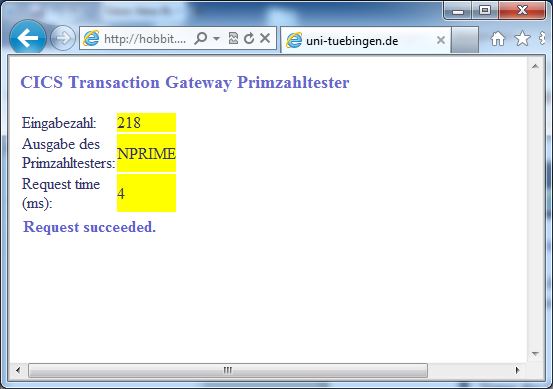 http://hobbit....
uni-tuebingen.de
CICS Transaction Gateway Primzahltester
Eingabezahl: 218
Ausgabe des
Primzahltesters: NPRIME
Request time
(ms): 4
Request succeeded.